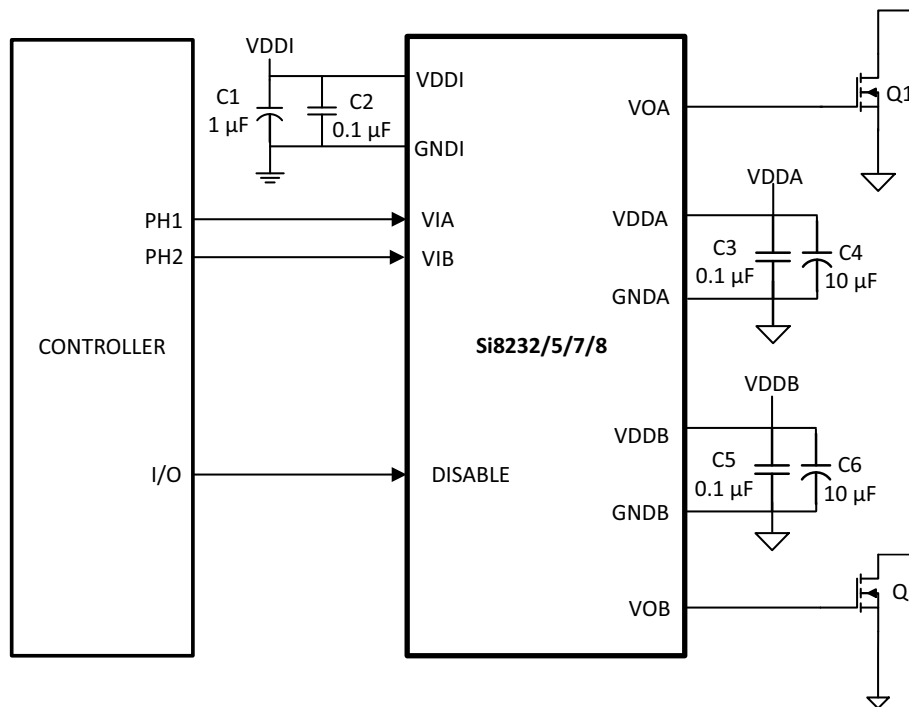 VDDI
C1
1 µF
C2
0.1 µF
VDDI
GNDI
VOA
Q1
PH1
VIA
PH2
VIB
VDDA
VDDA
C3
0.1 µF
C4
10 µF
GNDA
CONTROLLER
Si8232/5/7/8
VDDB
VDDB
C5
0.1 µF
C6
10 µF
GNDB
I/O
DISABLE
VOB
Q